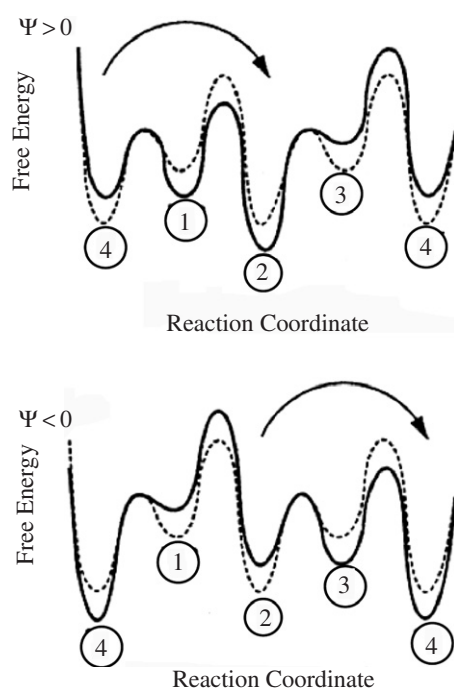 Ψ > 0
Free Energy
4
1
2
3
4
Reaction Coordinate
Ψ < 0
Free Energy
4
1
2
3
4
Reaction Coordinate